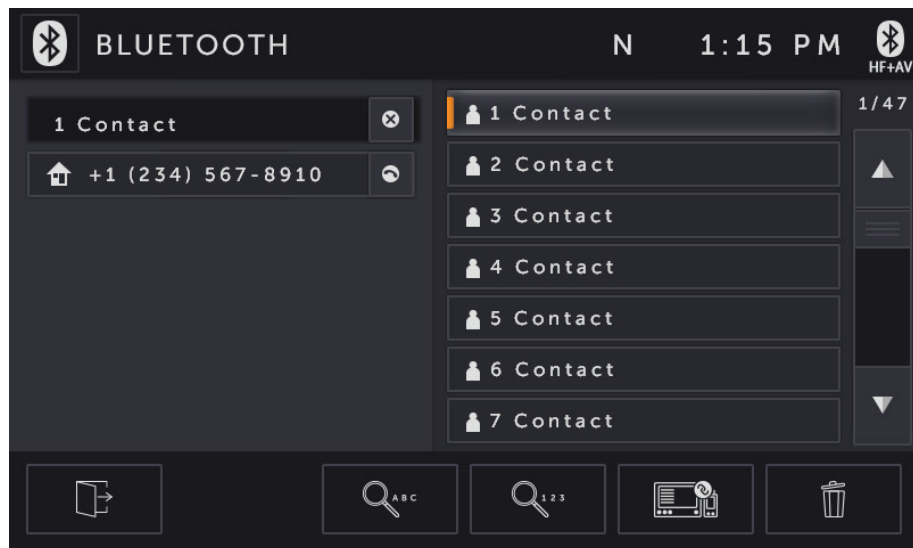 BLUETOOTH N 1:15 PM
HF+AV
1 Contact
+1 (234) 567-8910
1 Contact
2 Contact
3 Contact
4 Contact
5 Contact
6 Contact
7 Contact
1/47
ABC
123